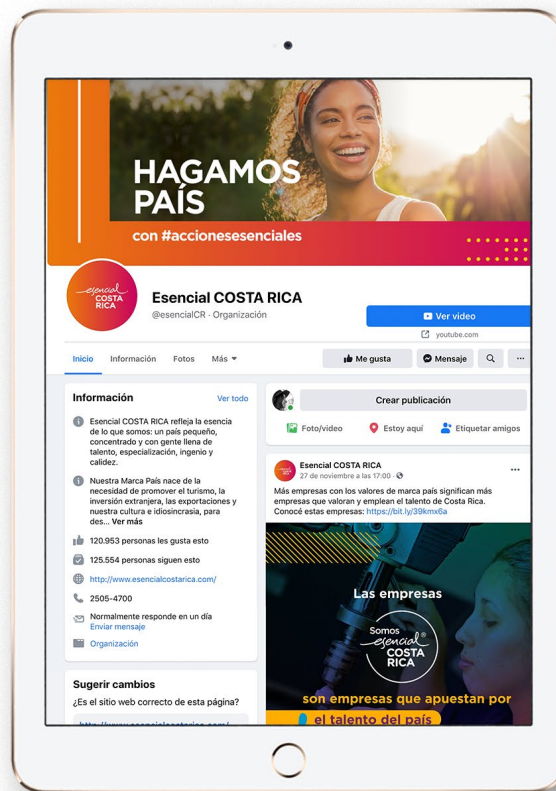 HAGAMOS
PAÍS
con #accionesesenciales
esencial
COSTA
RICA
Esencial COSTA RICA
@esencialCR · Organización
Ver video
youtube.com
Inicio Información Fotos Más
Me gusta Mensaje
Información Ver todo
Esencial COSTA RICA refleja la esencia
de lo que somos: un país pequeño,
concentrado y con gente llena de
talento, especialización, ingenio y
calidez.
Nuestra Marca País nace de la
necesidad de promover el turismo, la
inversión extranjera, las exportaciones y
nuestra cultura e idiosincrasia, para
des... Ver más
120.953 personas les gusta esto
125.554 personas siguen esto
http://www.esencialcostarica.com/
2505-4700
Normalmente responde en un día
Enviar mensaje
Organización
Sugerir cambios
¿Es el sitio web correcto de esta página?
http://www.esencialcostarica.com/
Crear publicación
Foto/video Estoy aquí Etiquetar amigos
esencial
COSTA
RICA
Esencial COSTA RICA
27 de noviembre a las 17:00 ·
Más empresas con los valores de marca país significan más
empresas que valoran y emplean el talento de Costa Rica.
Conocé estas empresas: https://bit.ly/39kmx6a
Las empresas
Somos
esencial®
COSTA
RICA
son empresas que apuestan por
el talento del país